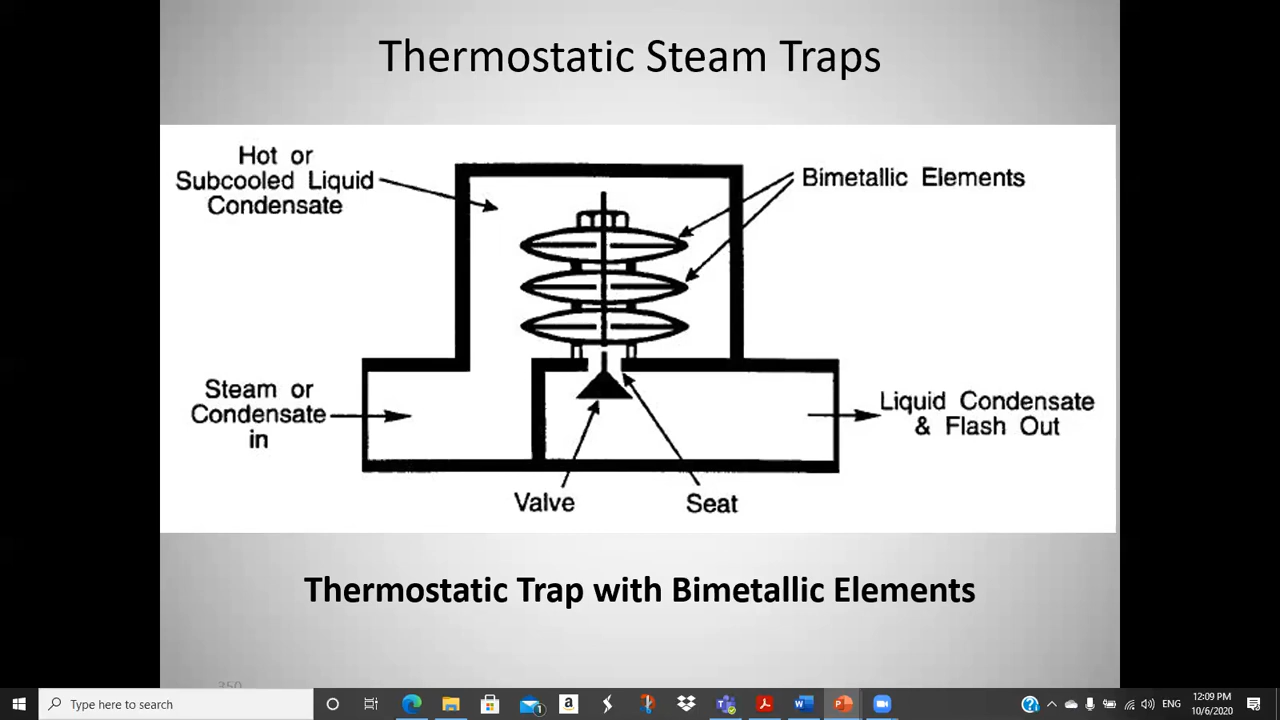 Thermostatic Steam Traps
Hot or
Subcooled Liquid
Condensate
Bimetallic Elements
Steam or
Condensate
in
Liquid Condensate
& Flash Out
Valve
Seat
Thermostatic Trap with Bimetallic Elements
350
Type here to search
ENG
12:09 PM
10/6/2020